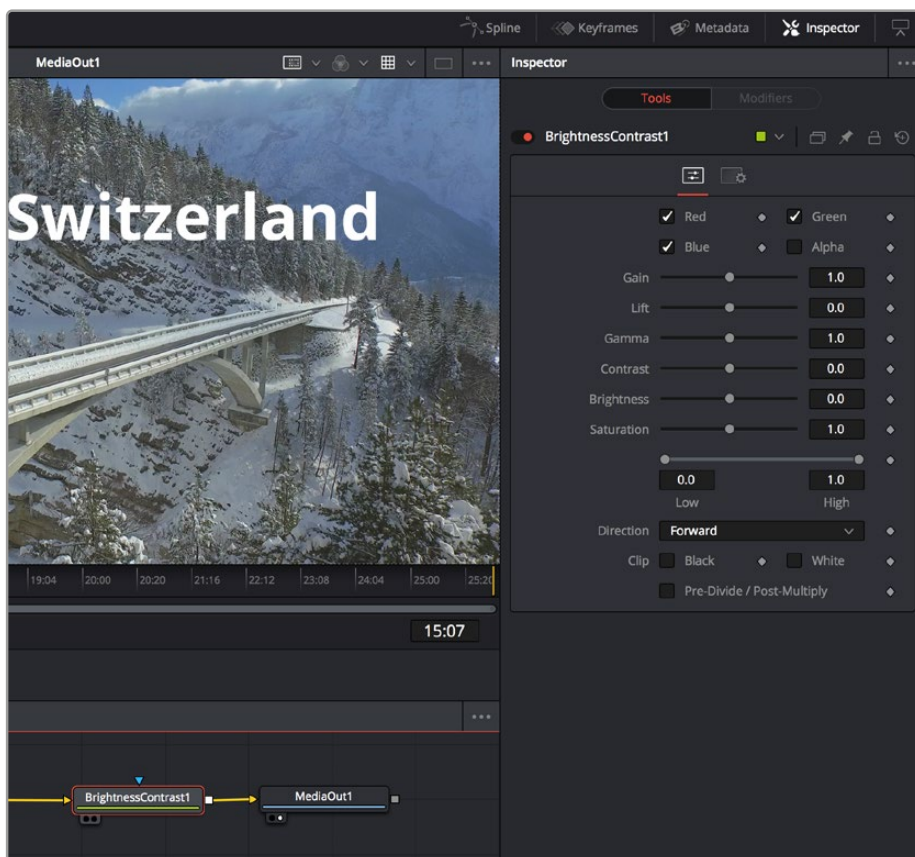 Spline Keyframes Metadata Inspector
MediaOut1
Inspector
Tools Modifiers
BrightnessContrast1
Switzerland
Red Green
Blue Alpha
Gain 1.0
Lift 0.0
Gamma 1.0
Contrast 0.0
Brightness 0.0
Saturation 1.0
0.0 1.0
Low High
Direction Forward
Clip Black White
Pre-Divide / Post-Multiply
19:04 20:00 20:20 21:16 22:12 23:08 24:04 25:00 25:20
15:07
BrightnessContrast1 MediaOut1